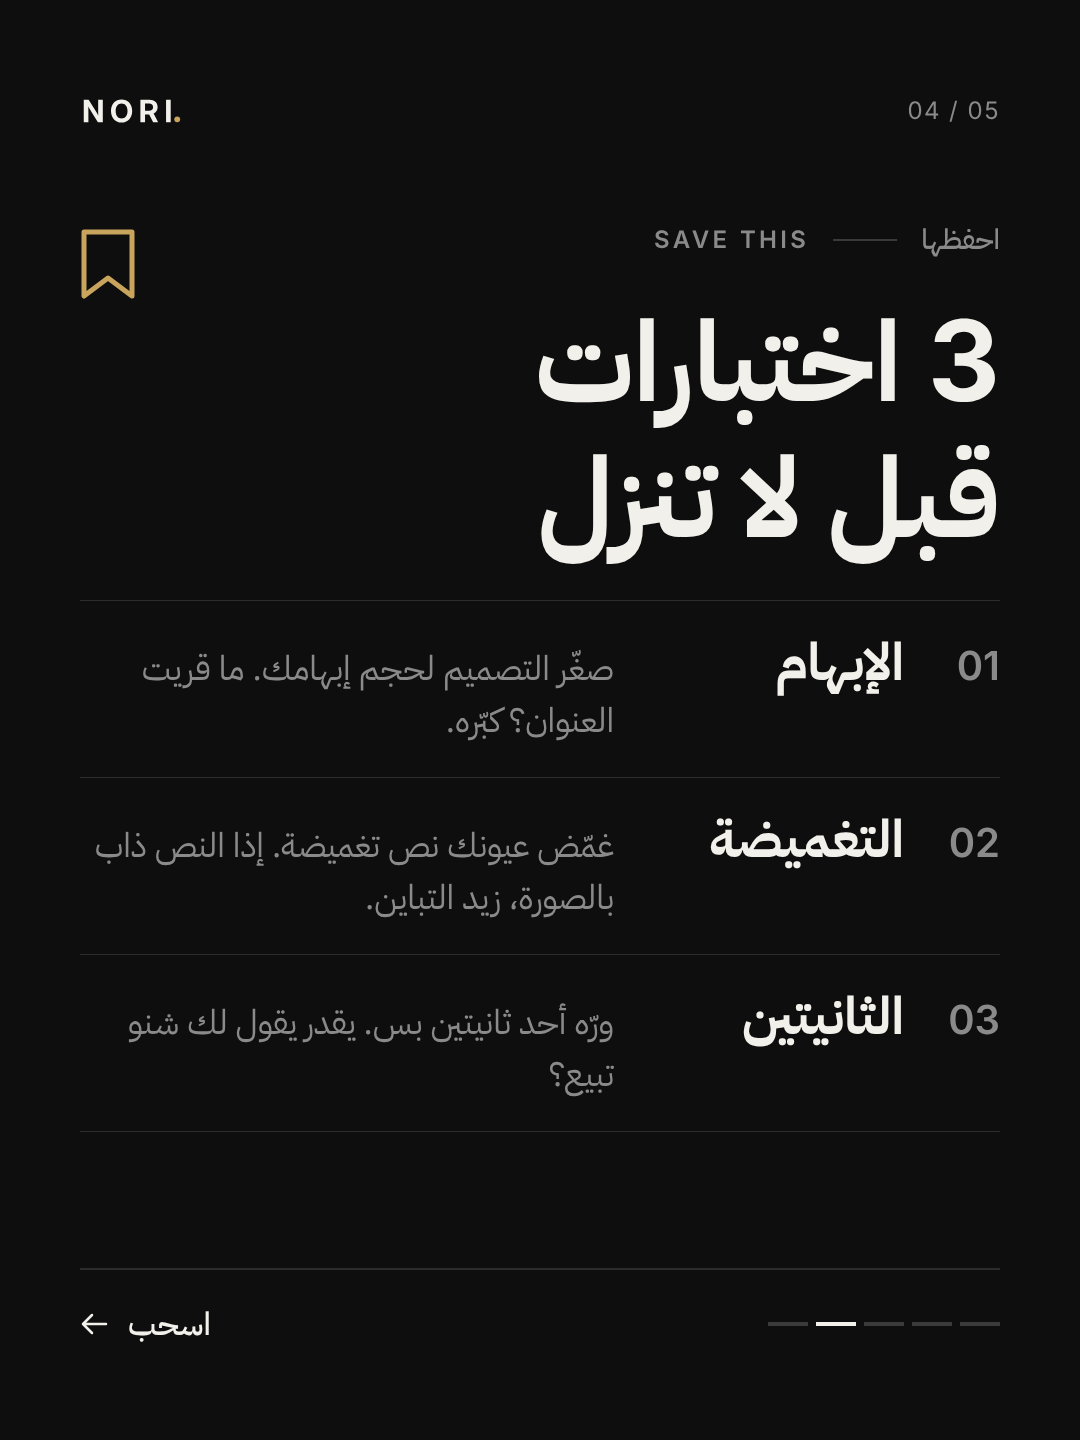 NORI.
04 / 05
احفظها — SAVE THIS
3 اختبارات
قبل لا تنزل
01 الإبهام
صغّر التصميم لحجم إبهامك. ما قريت
العنوان؟ كبّره.
02 التغميضة
غمّض عيونك نص تغميضة. إذا النص ذاب
بالصورة، زيد التباين.
03 الثانيتين
ورّه أحد ثانيتين بس. يقدر يقول لك شنو
تبيع؟
اسحب ←